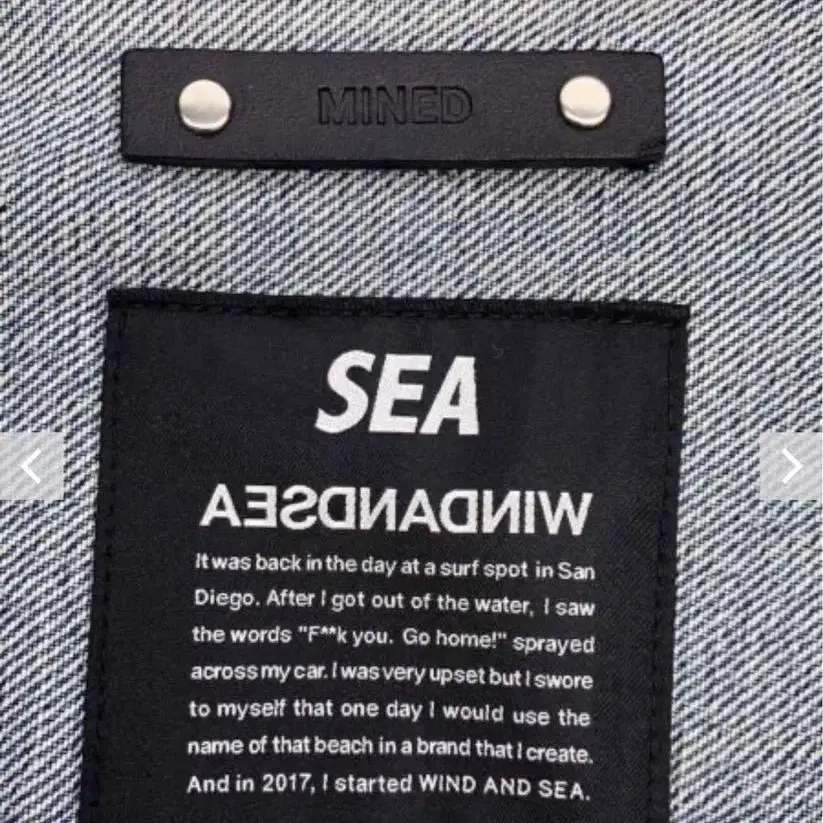 MINED
SEA
WINDANDSEA
It was back in the day at a surf spot in San
Diego. After I got out of the water, I saw
the words "F**k you. Go home!" sprayed
across my car. I was very upset but I swore
to myself that one day I would use the
name of that beach in a brand that I create.
And in 2017, I started WIND AND SEA.